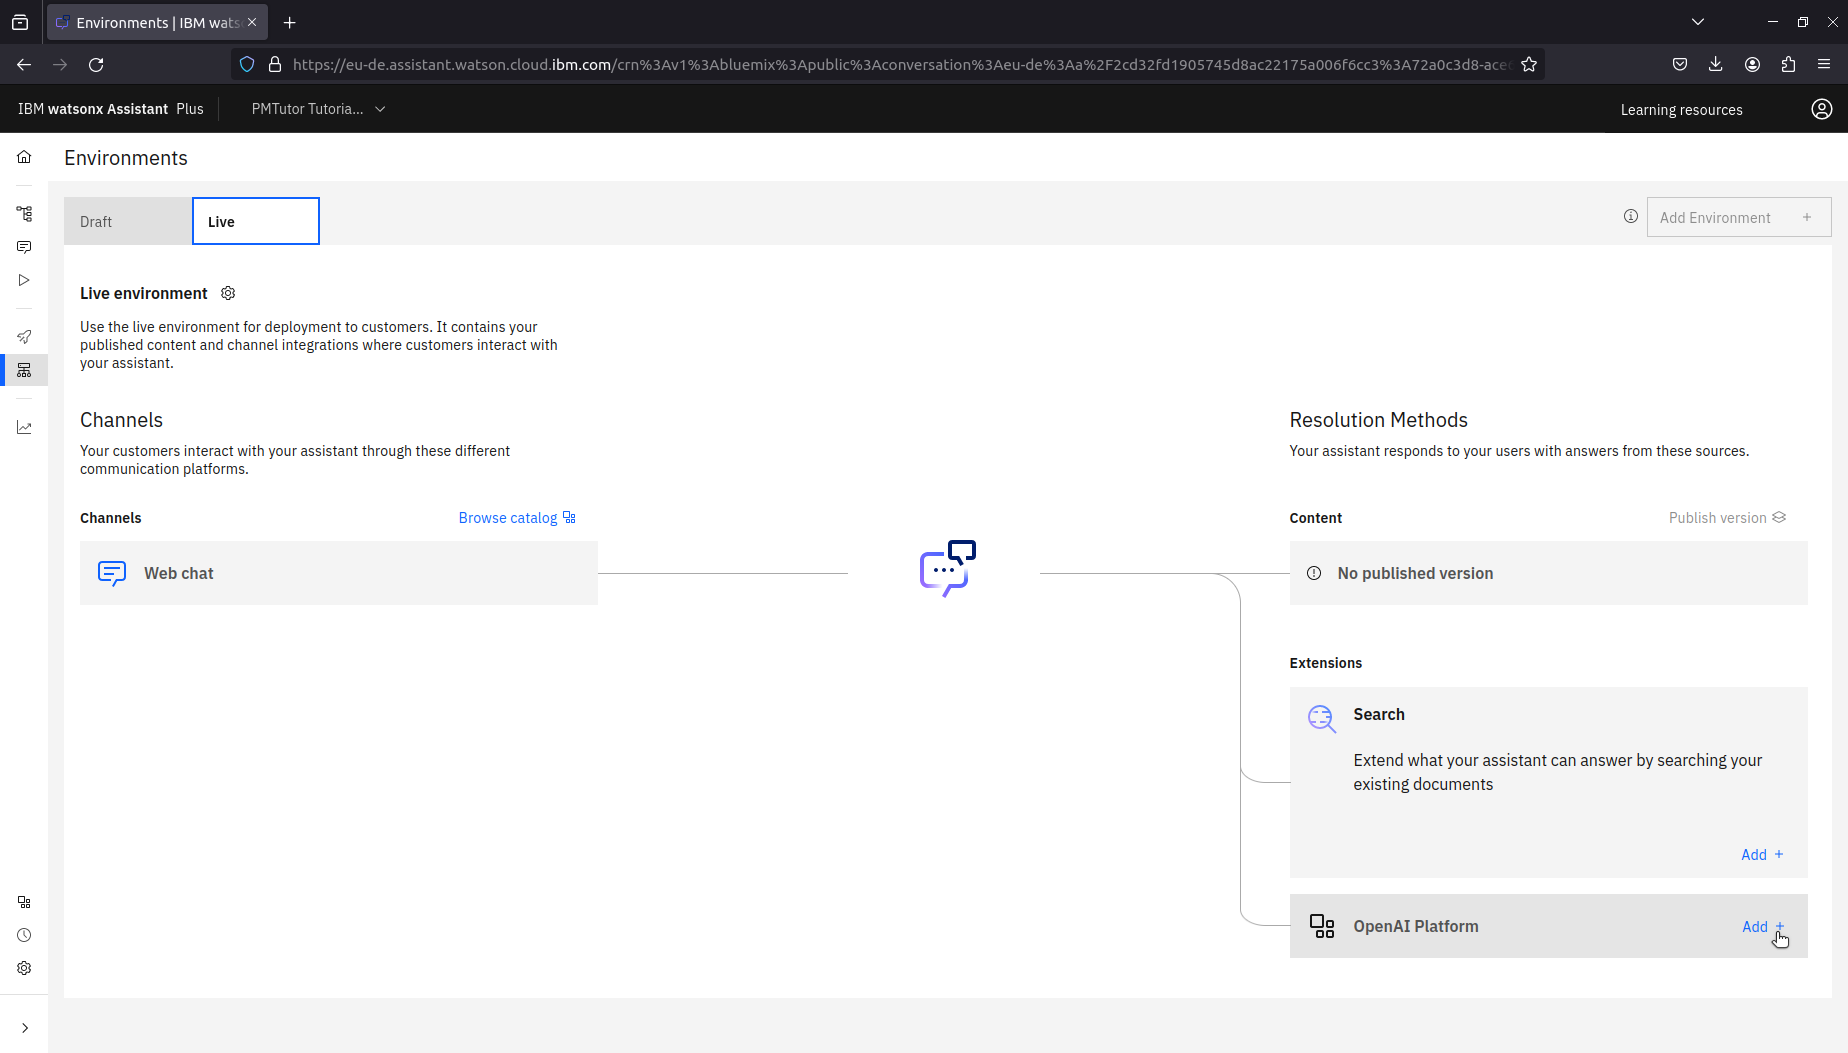 Environments | IBM wats
https://eu-de.assistant.watson.cloud.ibm.com/crn%3Av1%3Abluemix%3Apublic%3Aconversation%3Aeu-de%3Aa%2F2cd32fd1905745d8ac22175a006f6cc3%3A72a0c3d8-ace
IBM watsonx Assistant Plus
PMTutor Tutoria...
Learning resources
Environments
Draft
Live
Add Environment +
Live environment
Use the live environment for deployment to customers. It contains your
published content and channel integrations where customers interact with
your assistant.
Channels
Your customers interact with your assistant through these different
communication platforms.
Channels
Browse catalog
Web chat
Resolution Methods
Your assistant responds to your users with answers from these sources.
Content
Publish version
No published version
Extensions
Search
Extend what your assistant can answer by searching your
existing documents
Add +
OpenAI Platform
Add +